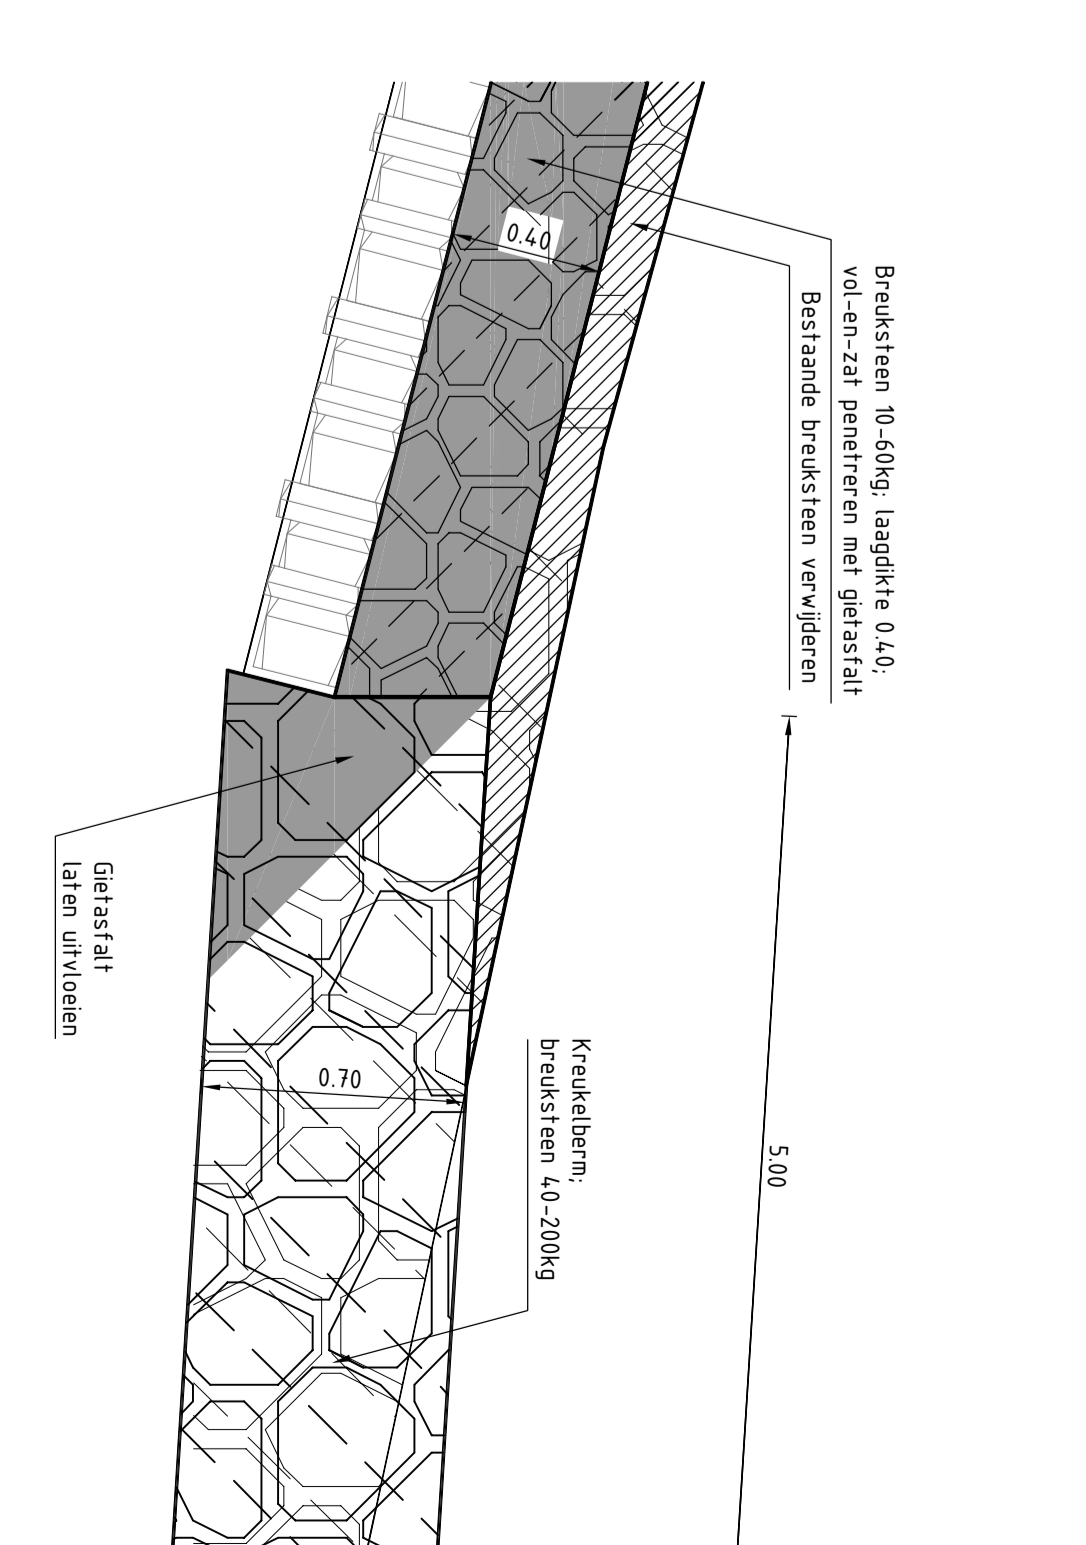 Breuksteen 10-60kg; laagdikte 0.40;
vol-en-zat penetreren met gietasfalt
Bestaande breuksteen verwijderen
0.40
5.00
Kreukelberm;
breuksteen 40-200kg
0.70
Gietasfalt
laten uitvloeien